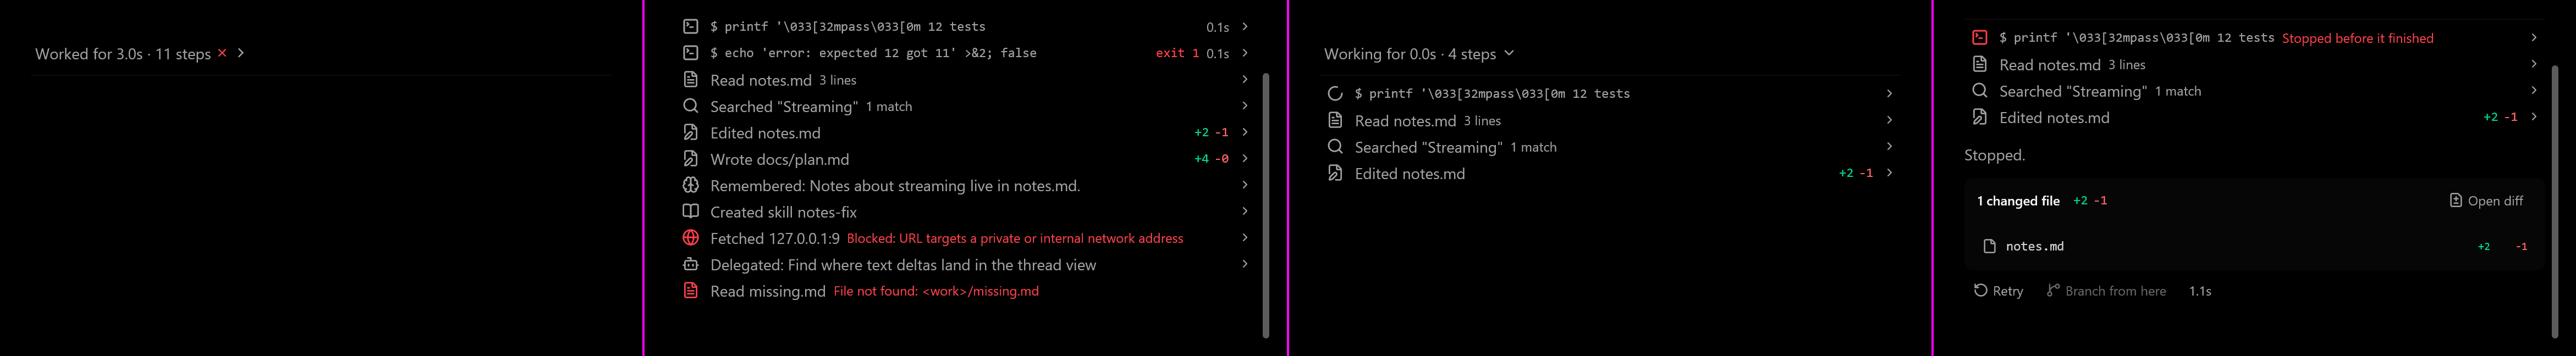 Worked for 3.0s · 11 steps ×
$ printf '\033[32mpass\033[0m 12 tests 0.1s
$ echo 'error: expected 12 got 11' >&2; false exit 1 0.1s
Read notes.md 3 lines
Searched "Streaming" 1 match
Edited notes.md +2 -1
Wrote docs/plan.md +4 -0
Remembered: Notes about streaming live in notes.md.
Created skill notes-fix
Fetched 127.0.0.1:9 Blocked: URL targets a private or internal network address
Delegated: Find where text deltas land in the thread view
Read missing.md File not found: <work>/missing.md
Working for 0.0s · 4 steps
$ printf '\033[32mpass\033[0m 12 tests
Read notes.md 3 lines
Searched "Streaming" 1 match
Edited notes.md +2 -1
$ printf '\033[32mpass\033[0m 12 tests Stopped before it finished
Read notes.md 3 lines
Searched "Streaming" 1 match
Edited notes.md +2 -1
Stopped.
1 changed file +2 -1 Open diff
notes.md +2 -1
Retry Branch from here 1.1s